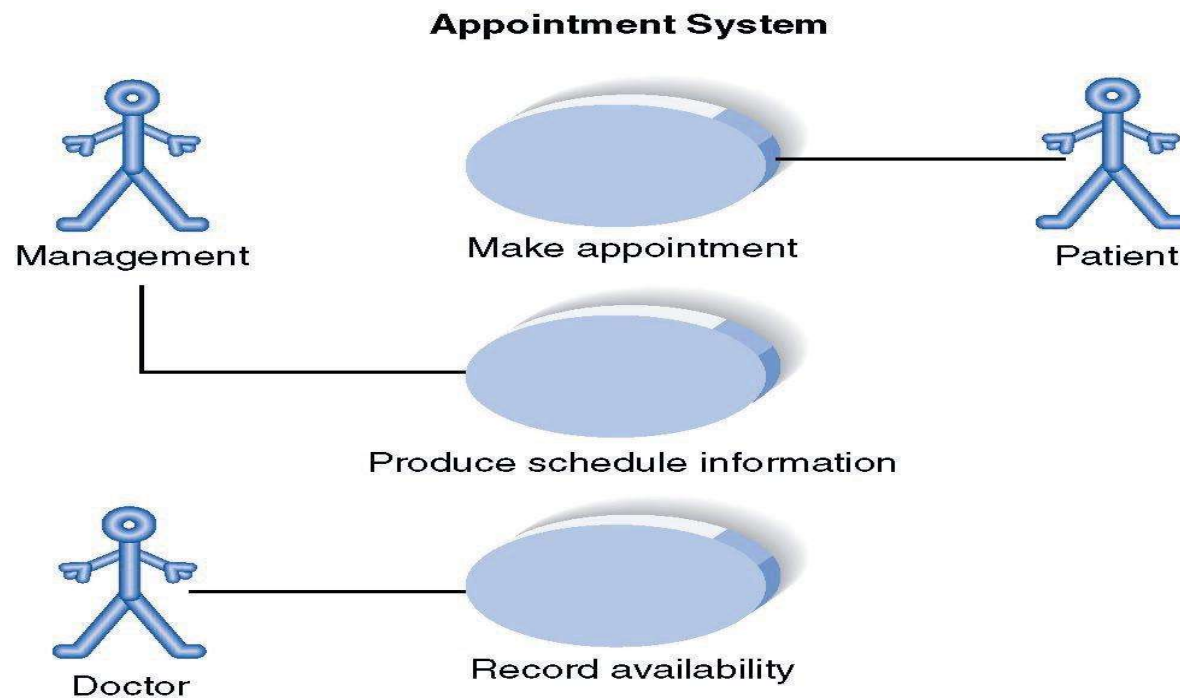 Appointment System
Management
Make appointment
Patient
Produce schedule information
Doctor
Record availability